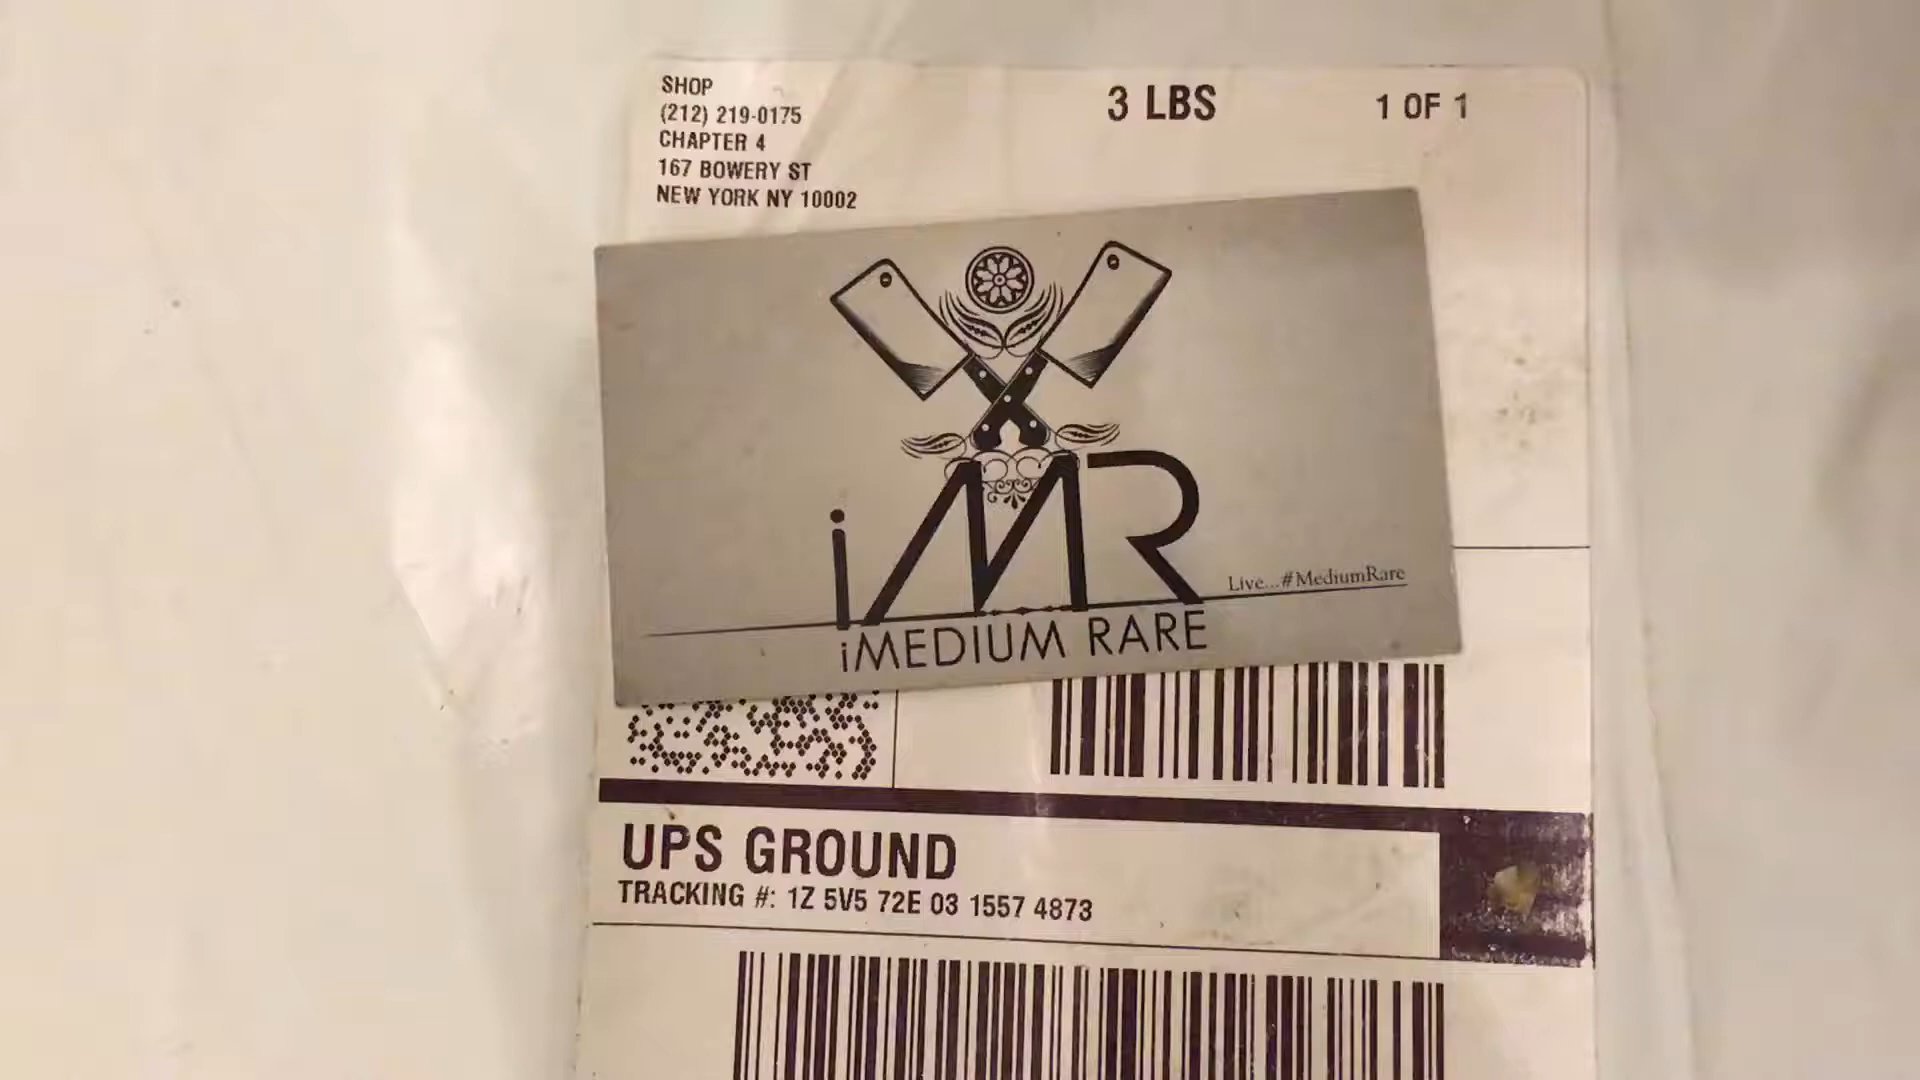 SHOP
(212) 219-0175
CHAPTER 4
167 BOWERY ST
NEW YORK NY 10002
3 LBS
1 OF 1
iMR
Live...#MediumRare
iMEDIUM RARE
UPS GROUND
TRACKING #: 1Z 5V5 72E 03 1557 4873